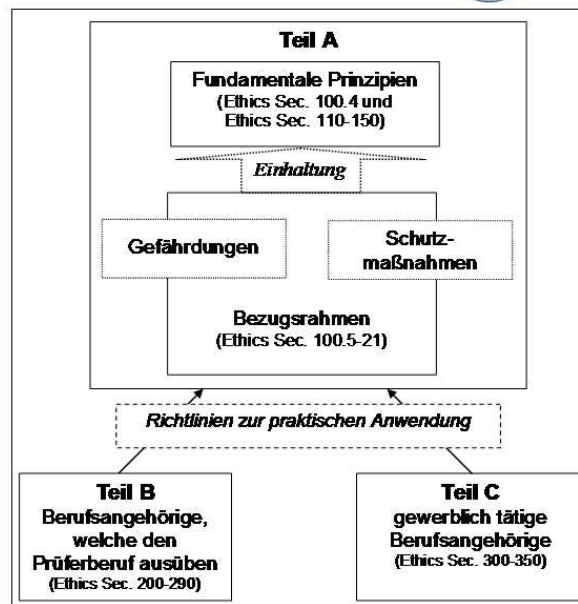 Teil A
Fundamentale Prinzipien
(Ethics Sec. 100.4 und
Ethics Sec. 110-150)
Einhaltung
Gefährdungen
Schutz-
maßnahmen
Bezugsrahmen
(Ethics Sec. 100.5-21)
Richtlinien zur praktischen Anwendung
Teil B
Berufsangehörige,
welche den
Prüferberuf ausüben
(Ethics Sec. 200-290)
Teil C
gewerblich tätige
Berufsangehörige
(Ethics Sec. 300-350)